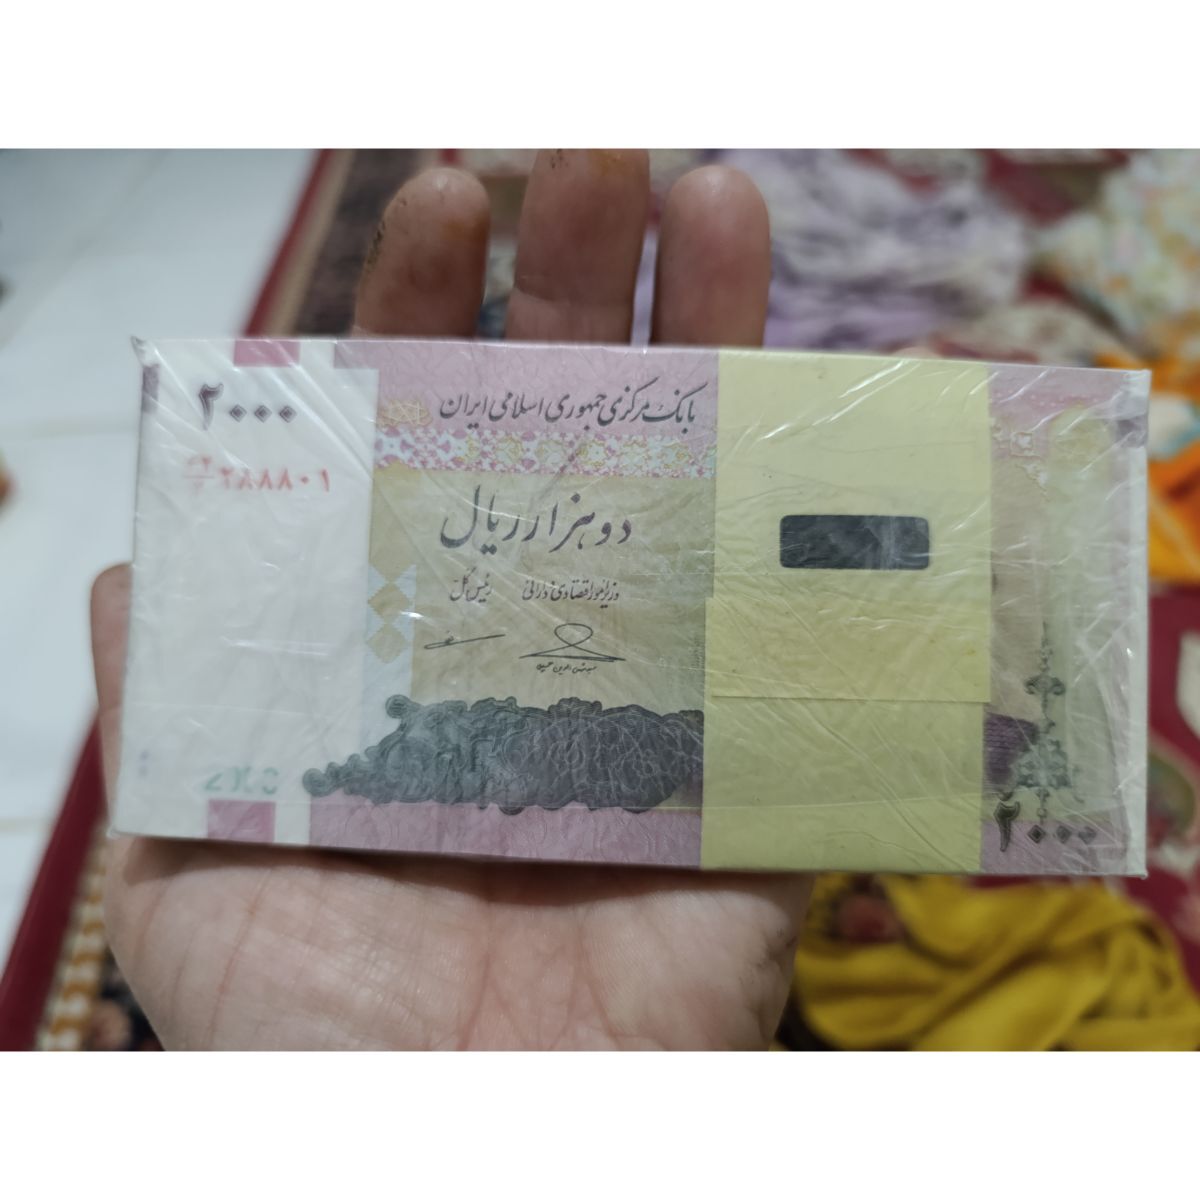 ۲۰۰۰
بانک مرکزی جمهوری اسلامی ایران
۲۸۸۸۰۱
دو هزار ریال
وزیر امور اقتصادی و دارائی
رئیس کل
۲۰۰۰